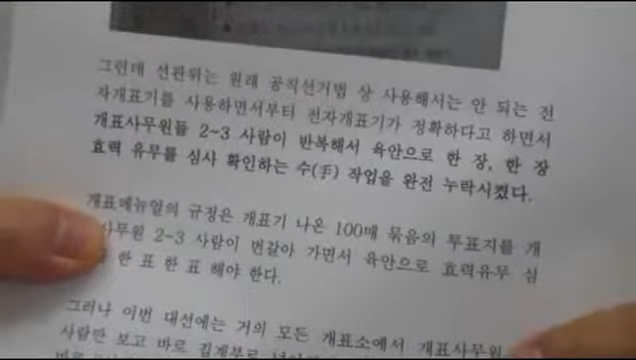 그런데 선관위는 원래 공직선거법 상 사용해서는 안 되는 전
자개표기를 사용하면서부터 전자개표기가 정확하다고 하면서
개표사무원들 2~3 사람이 반복해서 육안으로 한 장, 한 장
효력 유무를 심사 확인하는 수(手) 작업을 완전 누락시켰다.
개표메뉴얼의 규정은 개표기 나온 100매 묶음의 투표지를 개
사무원 2~3 사람이 번갈아 가면서 육안으로 효력유무 심
한 표 한 표 해야 한다.
그러나 이번 대선에는 거의 모든 개표소에서 개표사무원
사람만 보고 바로 집계부로